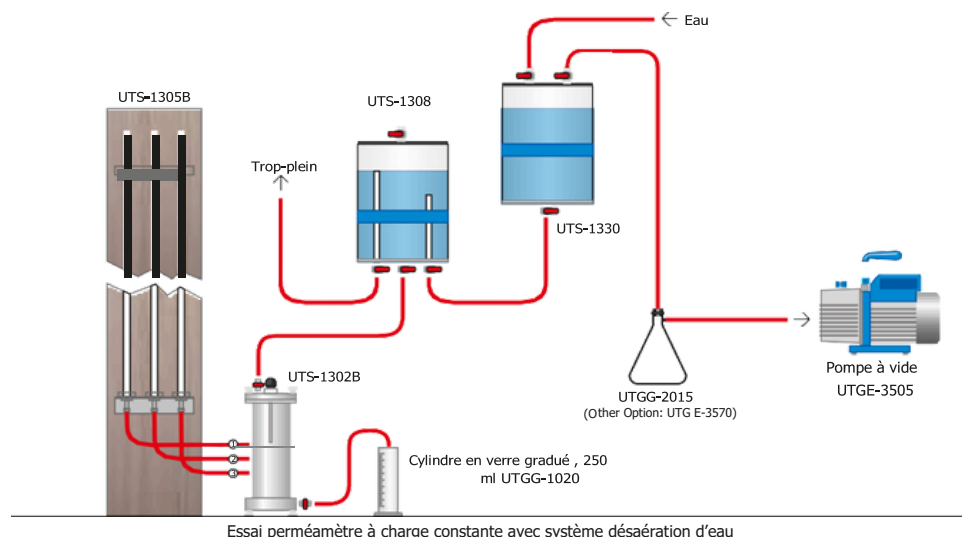 Eau
UTS-1305B
UTS-1308
Trop-plein
UTS-1330
UTS-1302B
Pompe à vide
UTGE-3505
UTGG-2015
(Other Option: UTG E-3570)
1
2
3
Cylindre en verre gradué , 250
ml UTGG-1020
Essai perméamètre à charge constante avec système désaération d'eau